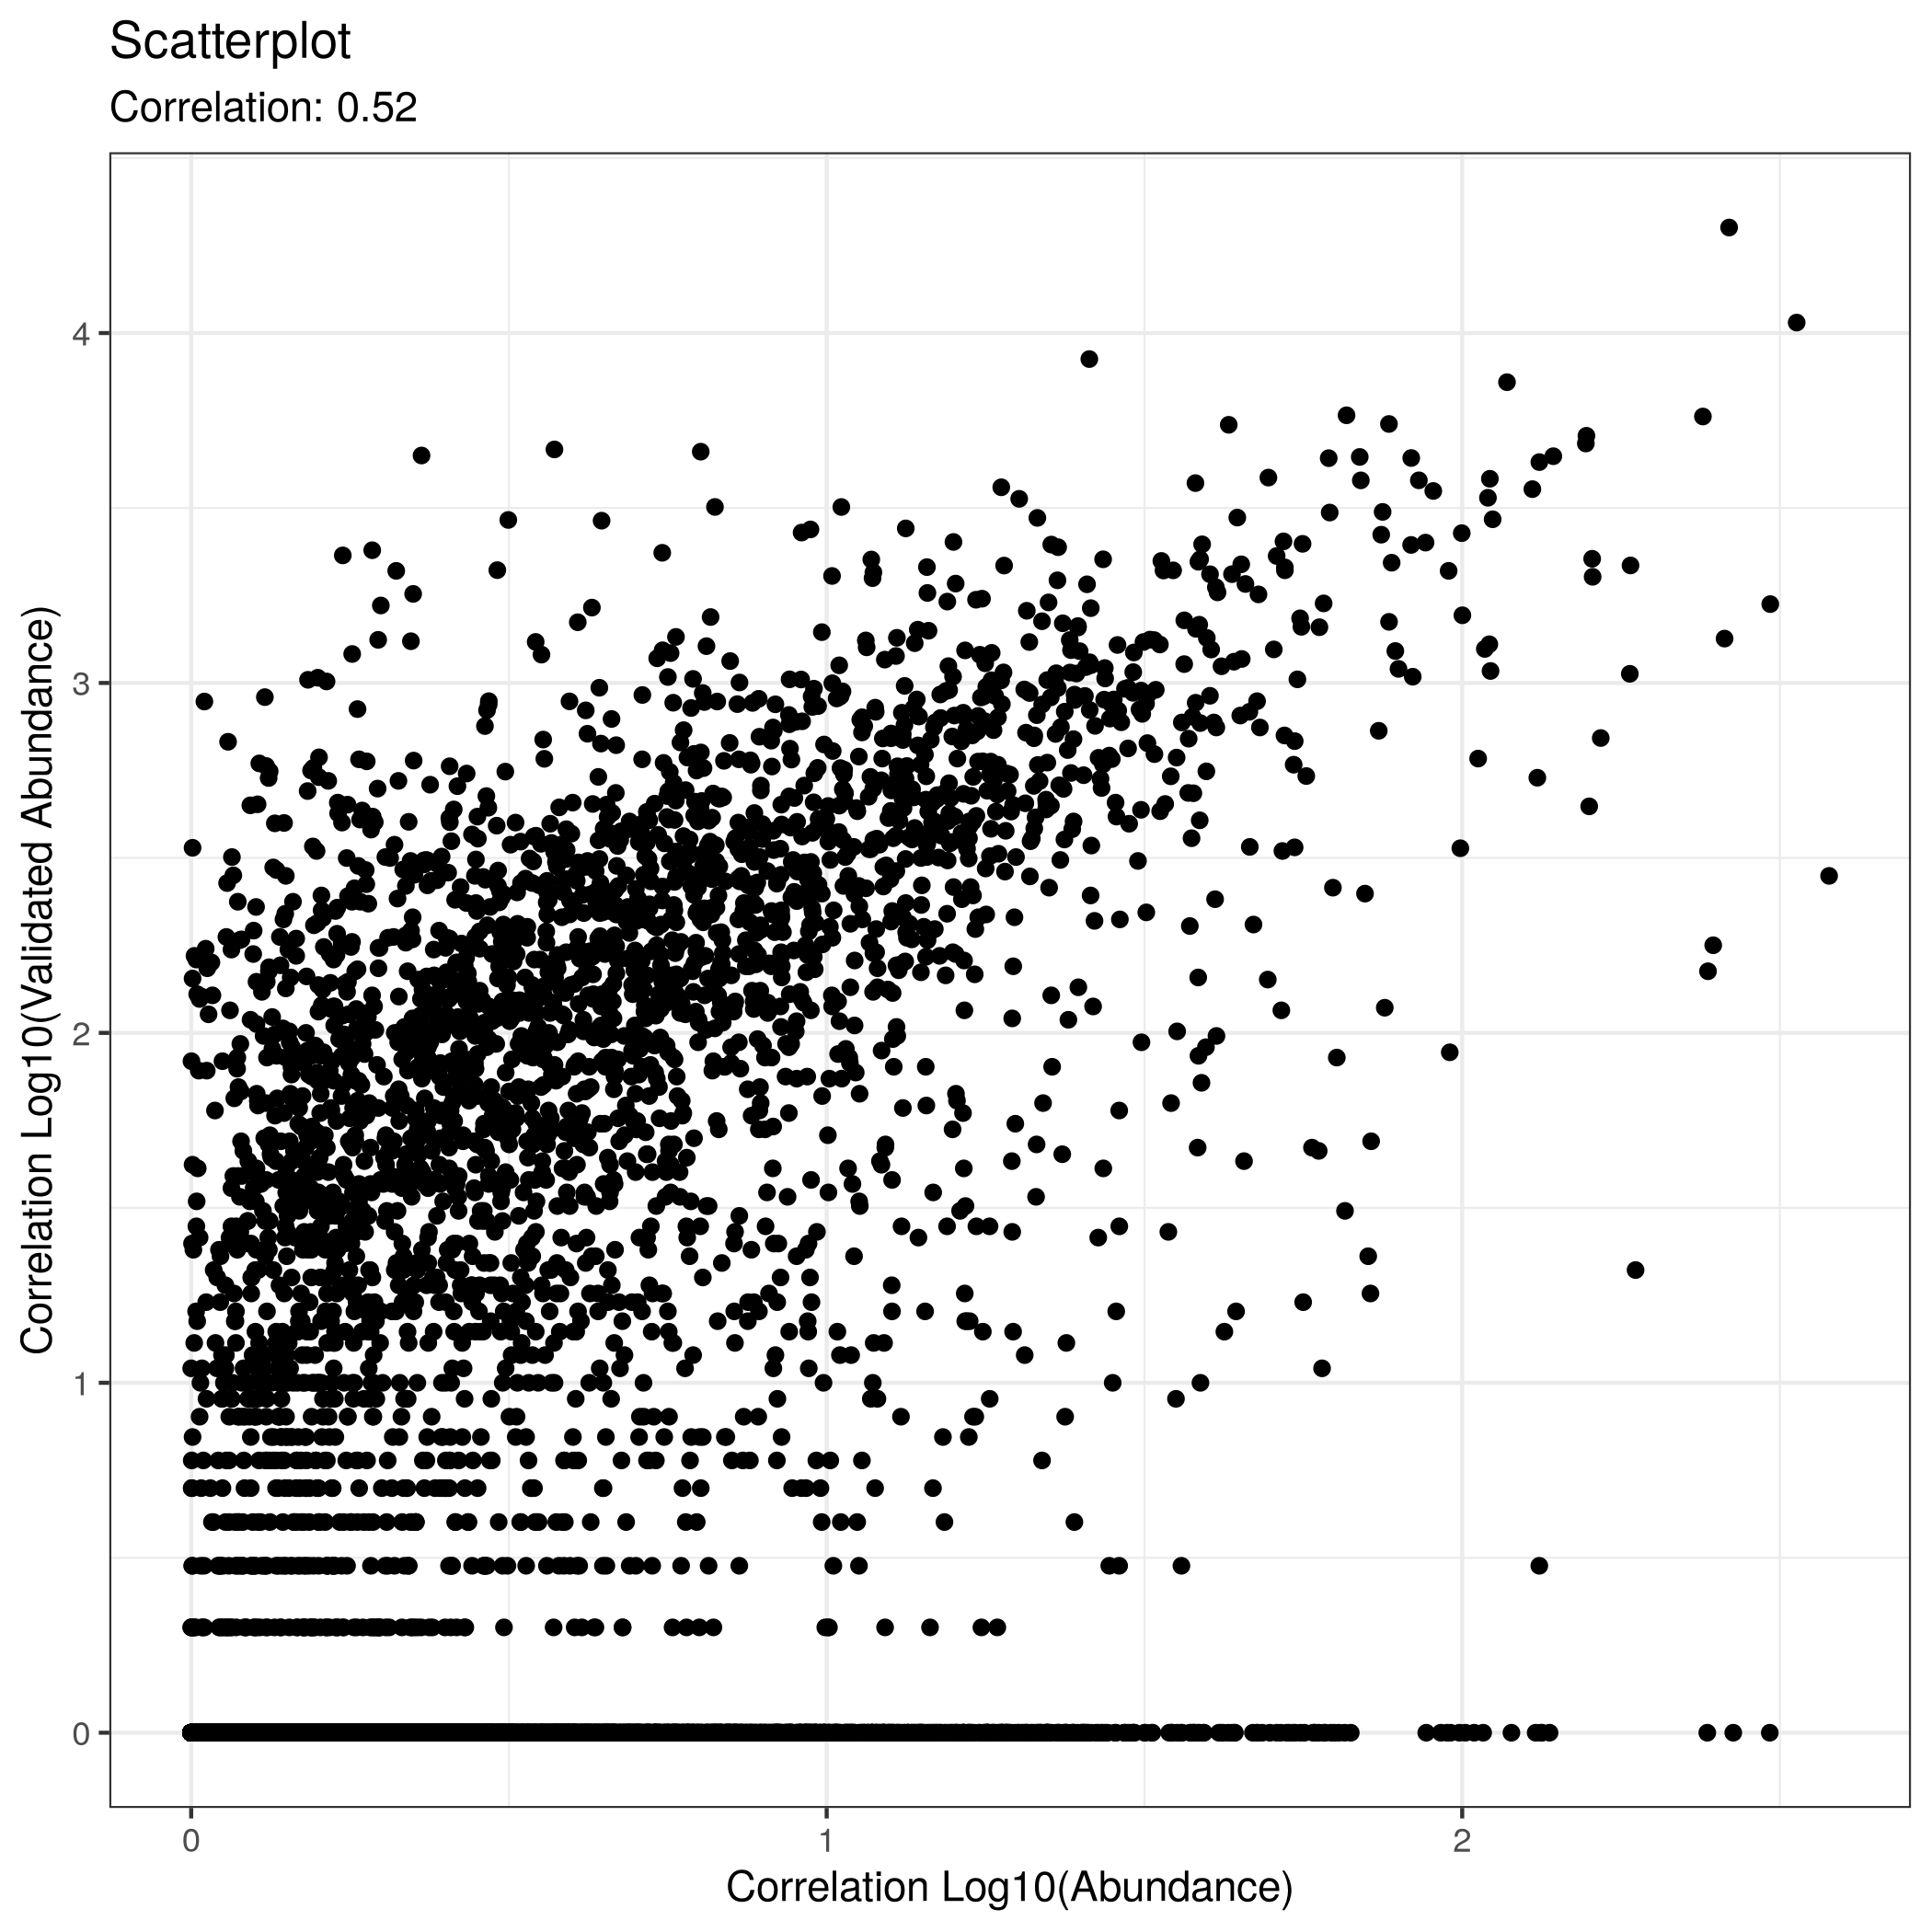 Scatterplot
Correlation: 0.52
Correlation Log10(Validated Abundance)
4
3
2
1
0
0 1 2
Correlation Log10(Abundance)